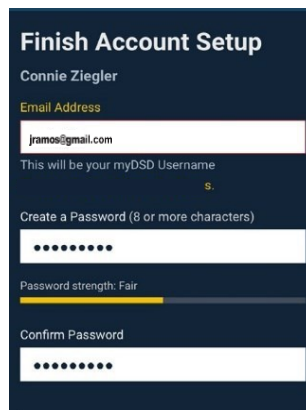 Finish Account Setup
Connie Ziegler
Email Address
jramos@gmail.com
This will be your myDSD Username
s.
Create a Password (8 or more characters)
•••••••••
Password strength: Fair
Confirm Password
•••••••••